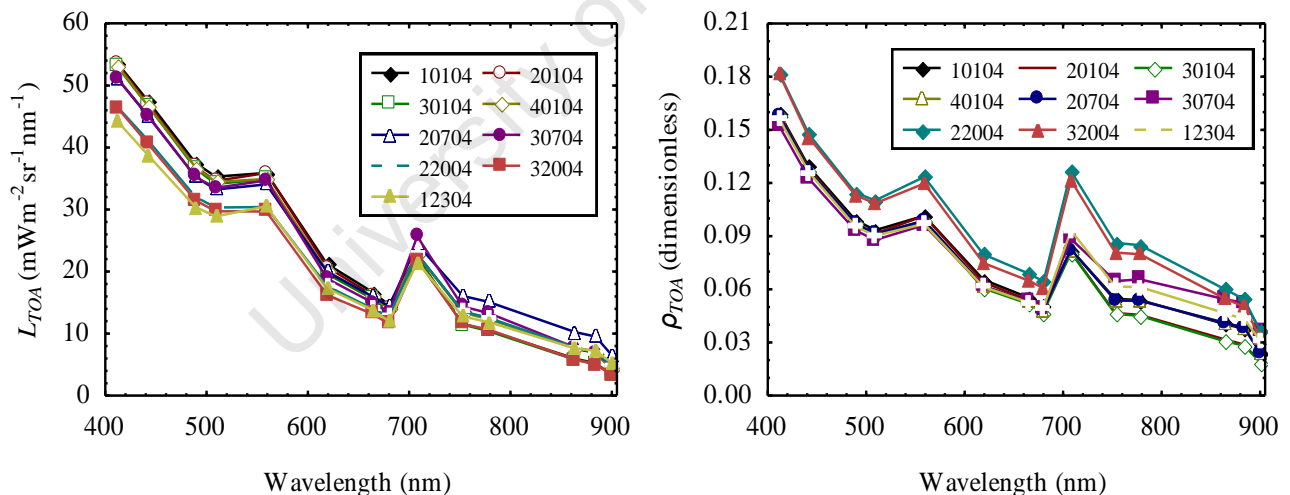 University of
60
50
40
30
20
10
0
L_TOA (mWm⁻² sr⁻¹ nm⁻¹)
10104 20104
30104 40104
20704 30704
22004 32004
12304
400 500 600 700 800 900
Wavelength (nm)
0.21
0.18
0.15
0.12
0.09
0.06
0.03
0.00
ρ_TOA (dimensionless)
10104 20104 30104
40104 20704 30704
22004 32004 12304
400 500 600 700 800 900
Wavelength (nm)